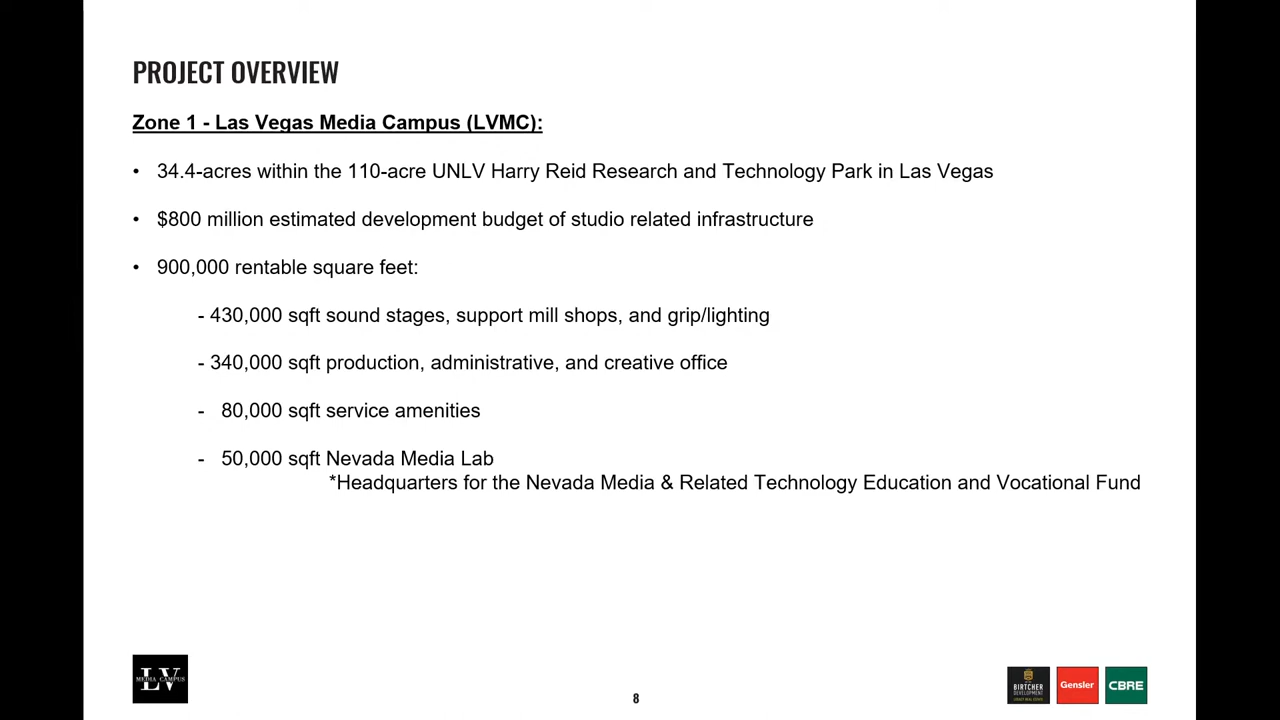 PROJECT OVERVIEW
Zone 1 - Las Vegas Media Campus (LVMC):
• 34.4-acres within the 110-acre UNLV Harry Reid Research and Technology Park in Las Vegas
• $800 million estimated development budget of studio related infrastructure
• 900,000 rentable square feet:
- 430,000 sqft sound stages, support mill shops, and grip/lighting
- 340,000 sqft production, administrative, and creative office
- 80,000 sqft service amenities
- 50,000 sqft Nevada Media Lab
*Headquarters for the Nevada Media & Related Technology Education and Vocational Fund
LV
MEDIA CAMPUS
8
BIRTCHER
DEVELOPMENT
Gensler
CBRE